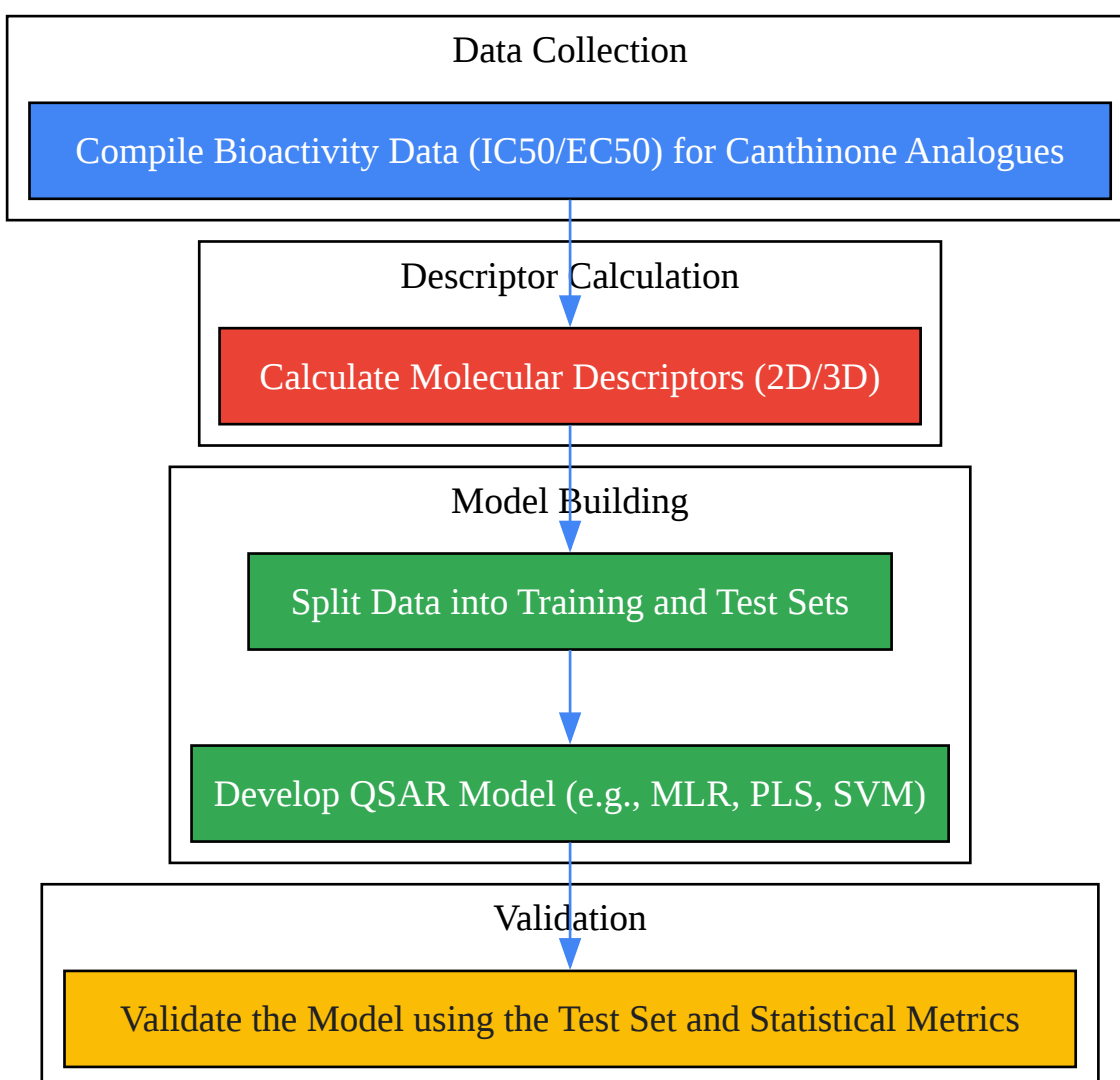 Data Collection
Compile Bioactivity Data (IC50/EC50) for Canthinone Analogues
Descriptor Calculation
Calculate Molecular Descriptors (2D/3D)
Model Building
Split Data into Training and Test Sets
Develop QSAR Model (e.g., MLR, PLS, SVM)
Validation
Validate the Model using the Test Set and Statistical Metrics